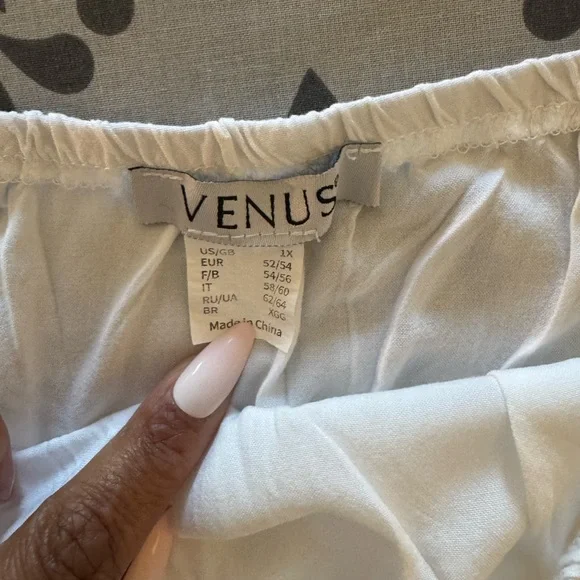 VENUS
US/GB 1X
EUR 52/54
F/B 54/56
IT 58/60
RU/UA 62/64
BR XGG
Made in China